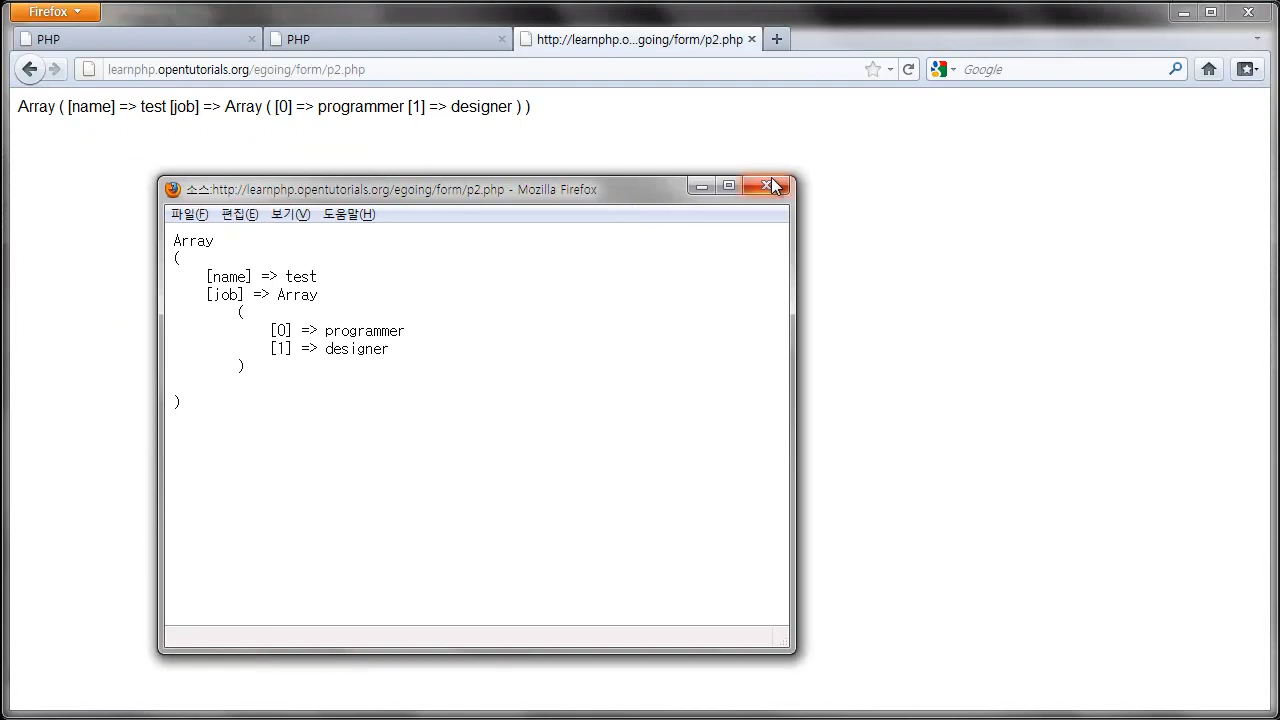 Firefox
PHP
PHP
http://learnphp.o...going/form/p2.php
learnphp.opentutorials.org/egoing/form/p2.php
Google
Array ( [name] => test [job] => Array ( [0] => programmer [1] => designer ) )
소스:http://learnphp.opentutorials.org/egoing/form/p2.php - Mozilla Firefox
파일(F) 편집(E) 보기(V) 도움말(H)
Array
(
[name] => test
[job] => Array
(
[0] => programmer
[1] => designer
)
)